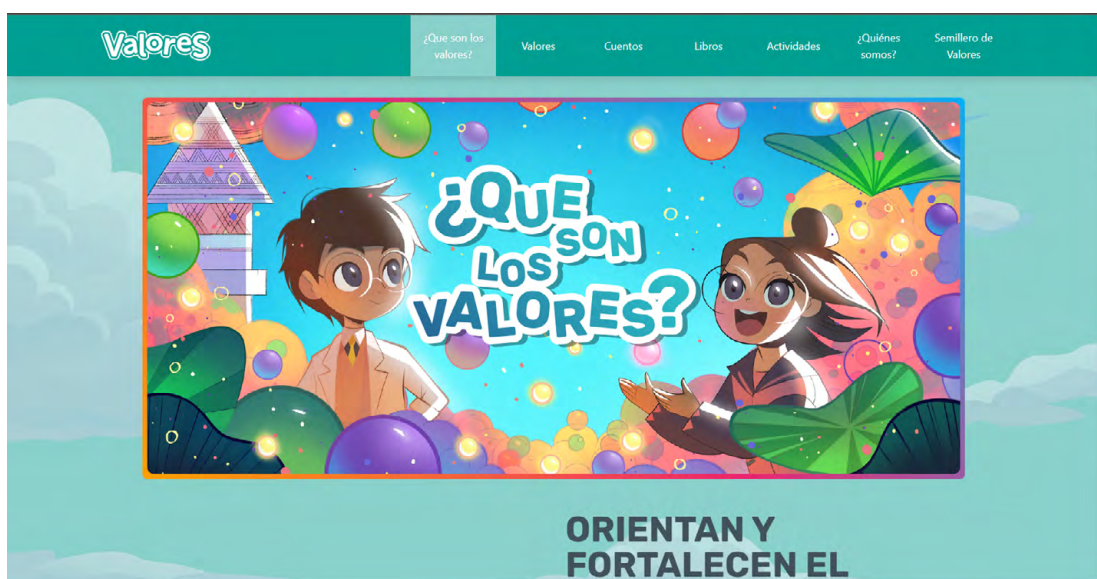 Valores
¿Que son los
valores?
Valores
Cuentos
Libros
Actividades
¿Quiénes
somos?
Semillero de
Valores
¿QUE
SON
LOS
VALORES?
ORIENTAN Y
FORTALECEN EL